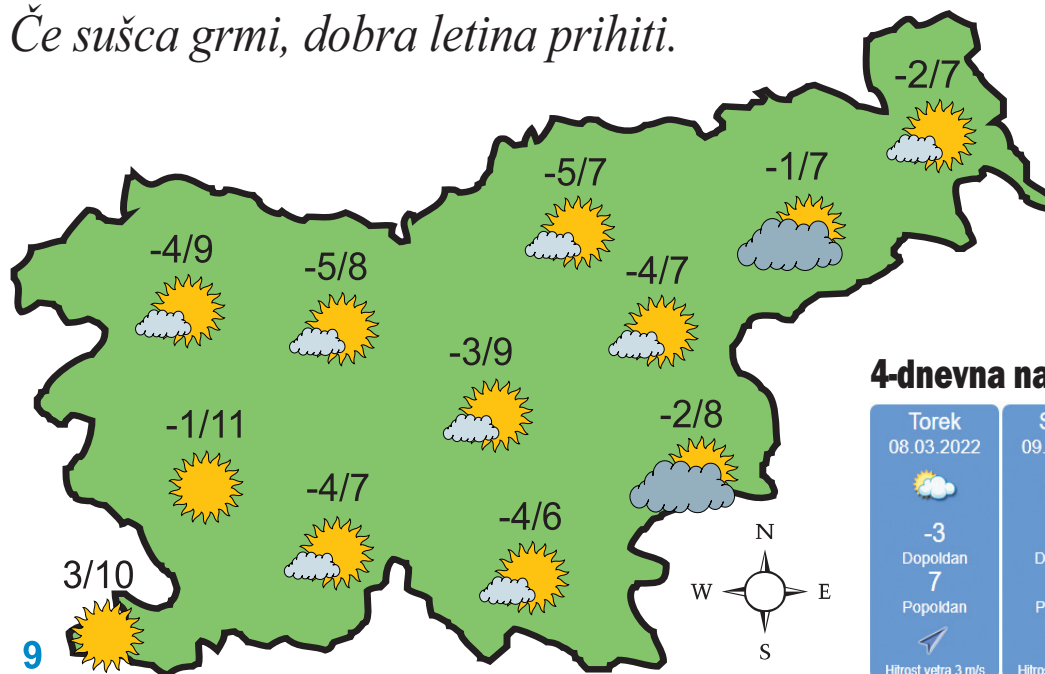 Če sušca grmi, dobra letina prihiti.
-2/7
-5/7
-1/7
-4/9
-5/8
-4/7
-3/9
-1/11
-2/8
-4/7
-4/6
3/10
N
W
E
S
9
4-dnevna
Torek
08.03.2022
09.
-3
Dopoldan
7
Popoldan
Hitrost vetra 3 m/s